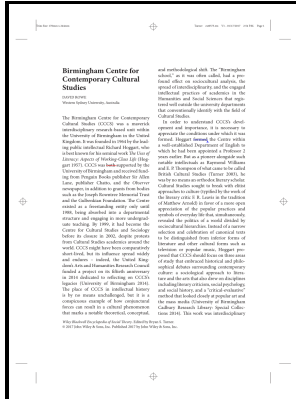 Birmingham Centre for
Contemporary Cultural
Studies
DAVID ROWE
Western Sydney University, Australia
The Birmingham Centre for Contemporary
Cultural Studies (CCCS) was a maverick
interdisciplinary research-based unit within
the University of Birmingham in the United
Kingdom. It was founded in 1964 by the lead-
ing public intellectual Richard Hoggart, who
is best known for his seminal work The Uses of
Literacy: Aspects of Working-Class Life (Hog-
gart 1957). CCCS was both supported by the
University of Birmingham and received fund-
ing from Penguin Books publisher Sir Allen
Lane, publisher Chatto, and the Observer
newspaper, in addition to grants from bodies
such as the Joseph Rowntree Memorial Trust
and the Gulbenkian Foundation. The Centre
existed as a freestanding entity only until
1980, being absorbed into a departmental
structure and engaging in more undergrad-
uate teaching. By 1989, it had become the
Centre for Cultural Studies and Sociology
before its closure in 2002, despite protests
from Cultural Studies academics around the
world. CCCS might have been comparatively
short-lived, but its influence spread widely
and endures – indeed, the United King-
dom's Arts and Humanities Research Council
funded a project on its fiftieth anniversary
in 2014 dedicated to reflecting on CCCS's
legacies (University of Birmingham 2014).
The place of CCCS in intellectual history
is by no means unchallenged, but it is a
conspicuous example of how conjunctural
forces can result in a cultural phenomenon
that marks a notable theoretical, conceptual,
and methodological shift. The "Birmingham
school," as it was often called, had a pro-
found effect on sociocultural analysis, the
spread of interdisciplinarity, and the engaged
intellectual practices of academics in the
Humanities and Social Sciences that regis-
tered well outside the university departments
that conventionally identify with the field of
Cultural Studies.
In order to understand CCCS's devel-
opment and importance, it is necessary to
appreciate the conditions under which it was
formed. Hoggart the Centre within
a well-established Department of English to
which he had been appointed a Professor 2
years earlier. But as a pioneer alongside such
notable intellectuals as Raymond Williams
and E. P. Thompson of what came to be called
British Cultural Studies (Turner 2003), he
was by no means an orthodox literary scholar.
Cultural Studies sought to break with elitist
approaches to culture (typified by the work of
the literary critic F. R. Leavis in the tradition
of Matthew Arnold) in favor of a more open
appreciation of the popular practices and
symbols of everyday life that, simultaneously,
revealed the politics of a world divided by
sociocultural hierarchies. Instead of a narrow
selection and celebration of canonical texts
to be distinguished from inferior forms of
literature and other cultural forms such as
television or popular music, Hoggart pro-
posed that CCCS should focus on three areas
of study that embraced historical and philo-
sophical debates surrounding contemporary
culture: a sociological approach to litera-
ture and the arts that also drew on disciplines
including literary criticism, social psychology,
and social history, and a "critical-evaluative"
method that looked closely at popular art and
the mass media (University of Birmingham
Cadbury Research Library: Special Collec-
tions 2014). This work was interdisciplinary